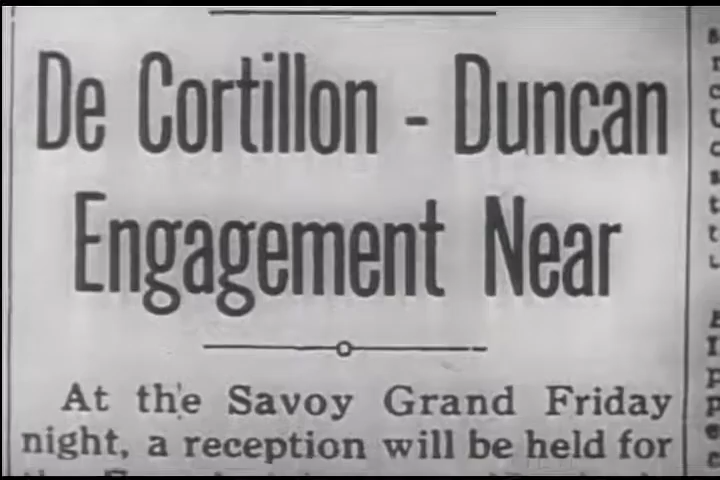 De Cortillon - Duncan
Engagement Near
At the Savoy Grand Friday
night, a reception will be held for